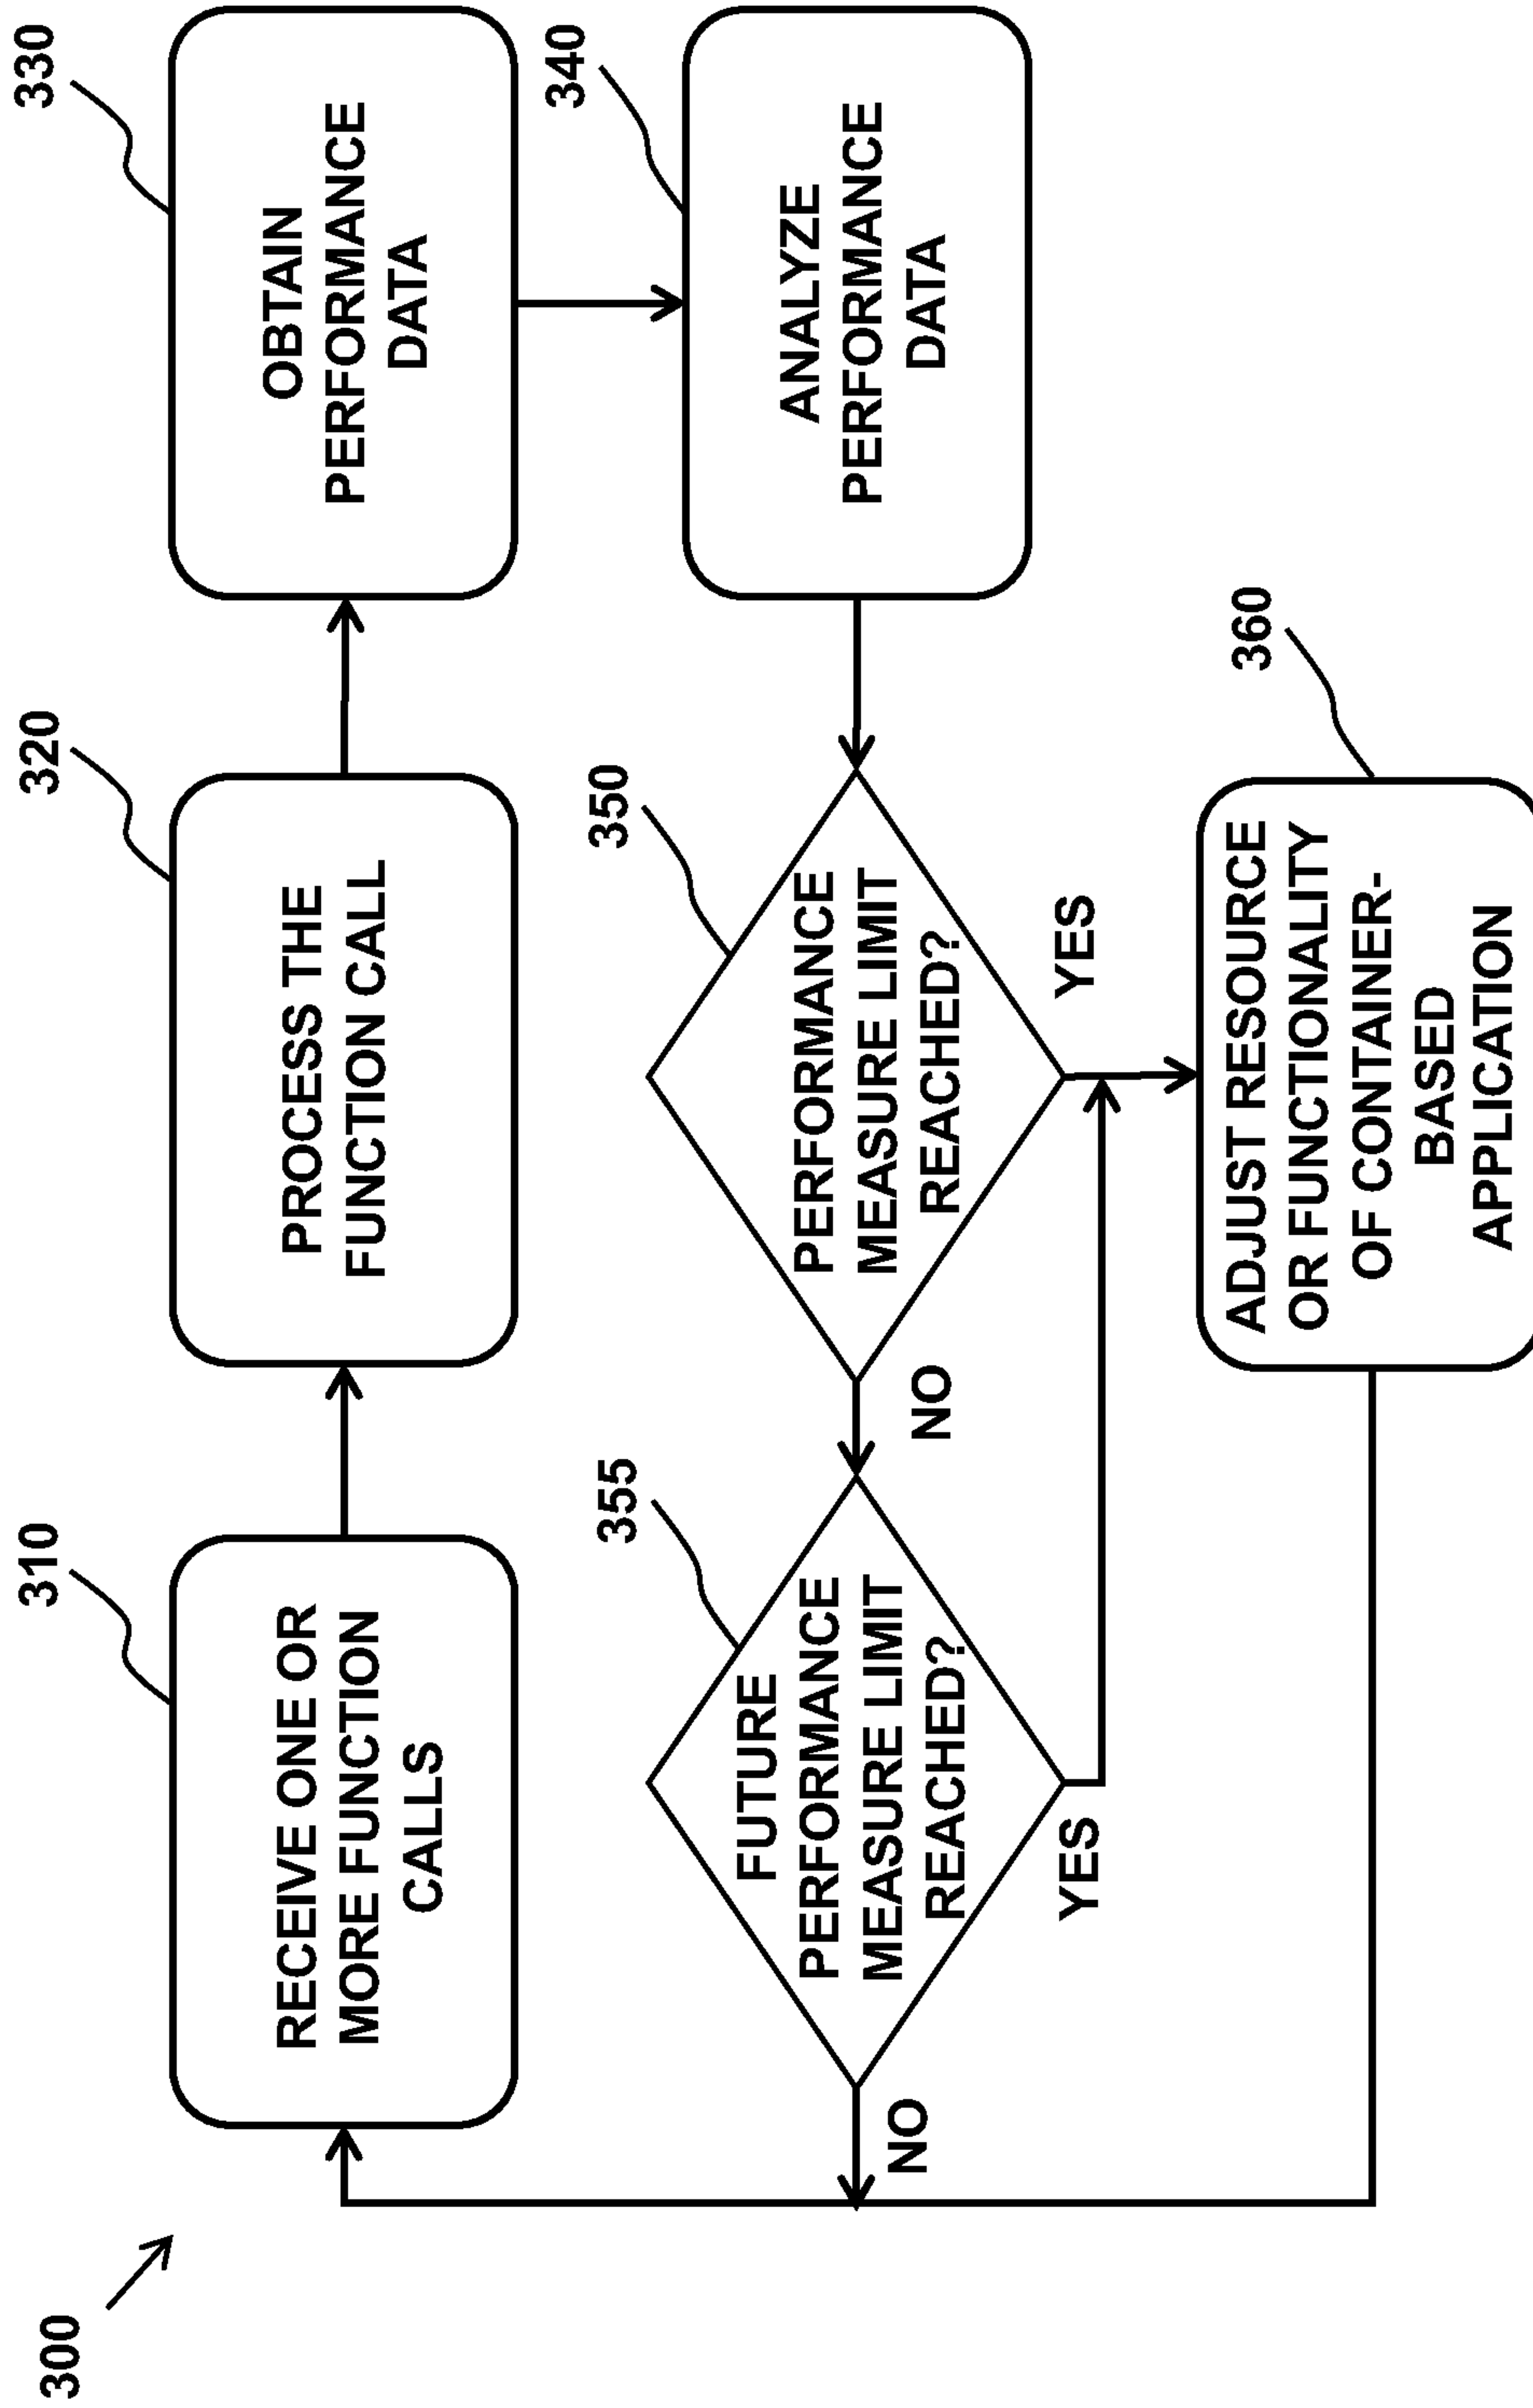 300
310
RECEIVE ONE OR
MORE FUNCTION
CALLS
320
PROCESS THE
FUNCTION CALL
330
OBTAIN
PERFORMANCE
DATA
340
ANALYZE
PERFORMANCE
DATA
350
PERFORMANCE
MEASURE LIMIT
REACHED?
YES
NO
355
FUTURE
PERFORMANCE
MEASURE LIMIT
REACHED?
YES
NO
360
ADJUST RESOURCE
OR FUNCTIONALITY
OF CONTAINER-
BASED
APPLICATION